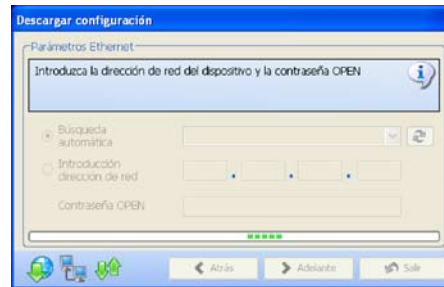 Descargar configuración
Parámetros Ethernet
Introduzca la dirección de red del dispositivo y la contraseña OPEN
Búsqueda
automática
Introducción
dirección de red
Contraseña OPEN
Atrás
Adelante
Salir